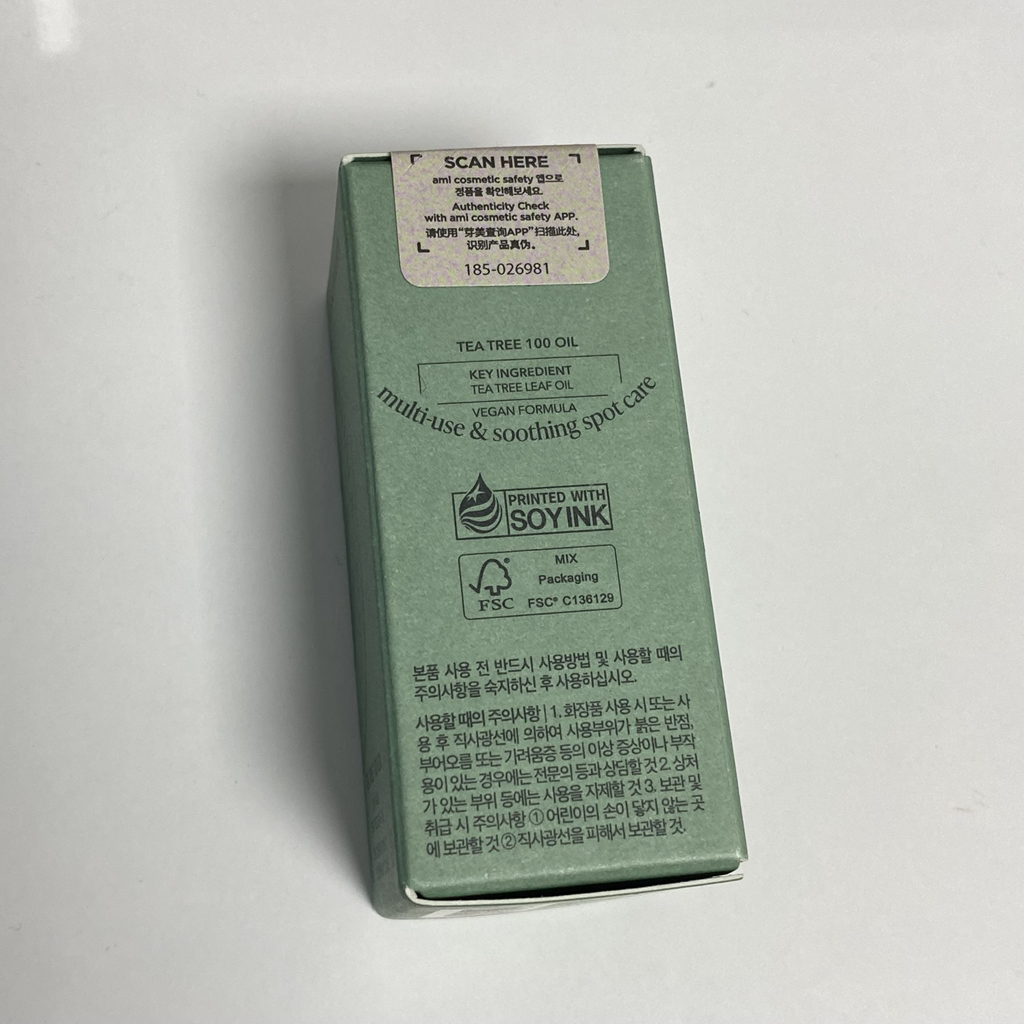 SCAN HERE
aml cosmetic safety 앱으로
정품을 확인해보세요.
Authenticity Check
with aml cosmetic safety APP.
请使用“芽美查询APP”扫描此处,
识别产品真伪。
185-026981
TEA TREE 100 OIL
KEY INGREDIENT
TEA TREE LEAF OIL
VEGAN FORMULA
multi-use & soothing spot care
PRINTED WITH
SOY INK
MIX
Packaging
FSC® C136129
FSC
본품 사용 전 반드시 사용방법 및 사용할 때의
주의사항을 숙지하신 후 사용하십시오.
사용할 때의 주의사항 | 1. 화장품 사용 시 또는 사
용 후 직사광선에 의하여 사용부위가 붉은 반점,
부어오름 또는 가려움증 등의 이상 증상이나 부작
용이 있는 경우에는 전문의 등과 상담할 것 2. 상처
가 있는 부위 등에는 사용을 자제할 것 3. 보관 및
취급 시 주의사항 ① 어린이의 손이 닿지 않는 곳
에 보관할 것 ② 직사광선을 피해서 보관할 것.